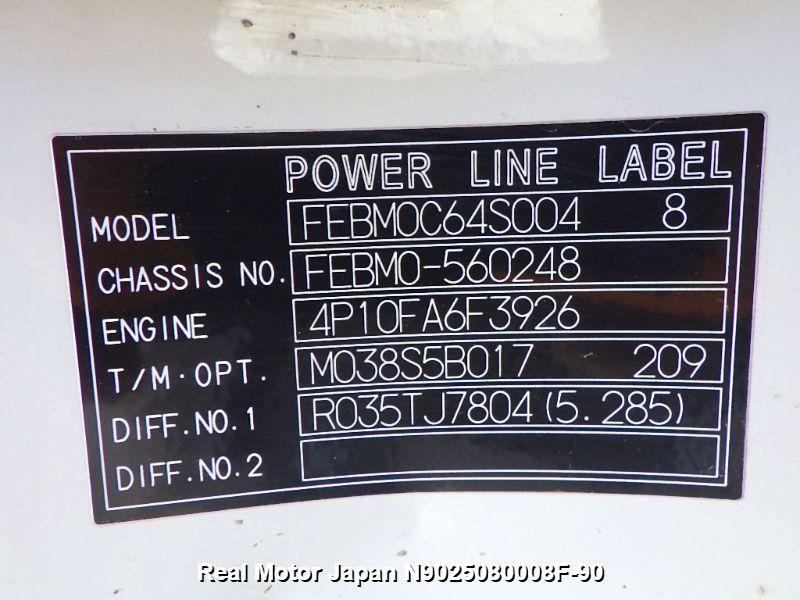 POWER LINE LABEL
MODEL FEBM0C64S004 8
CHASSIS NO. FEBM0-560248
ENGINE 4P10FA6F3926
T/M·OPT. M038S5B017 209
DIFF.NO.1 R035TJ7804(5.285)
DIFF.NO.2
Real Motor Japan N9025080008F-90